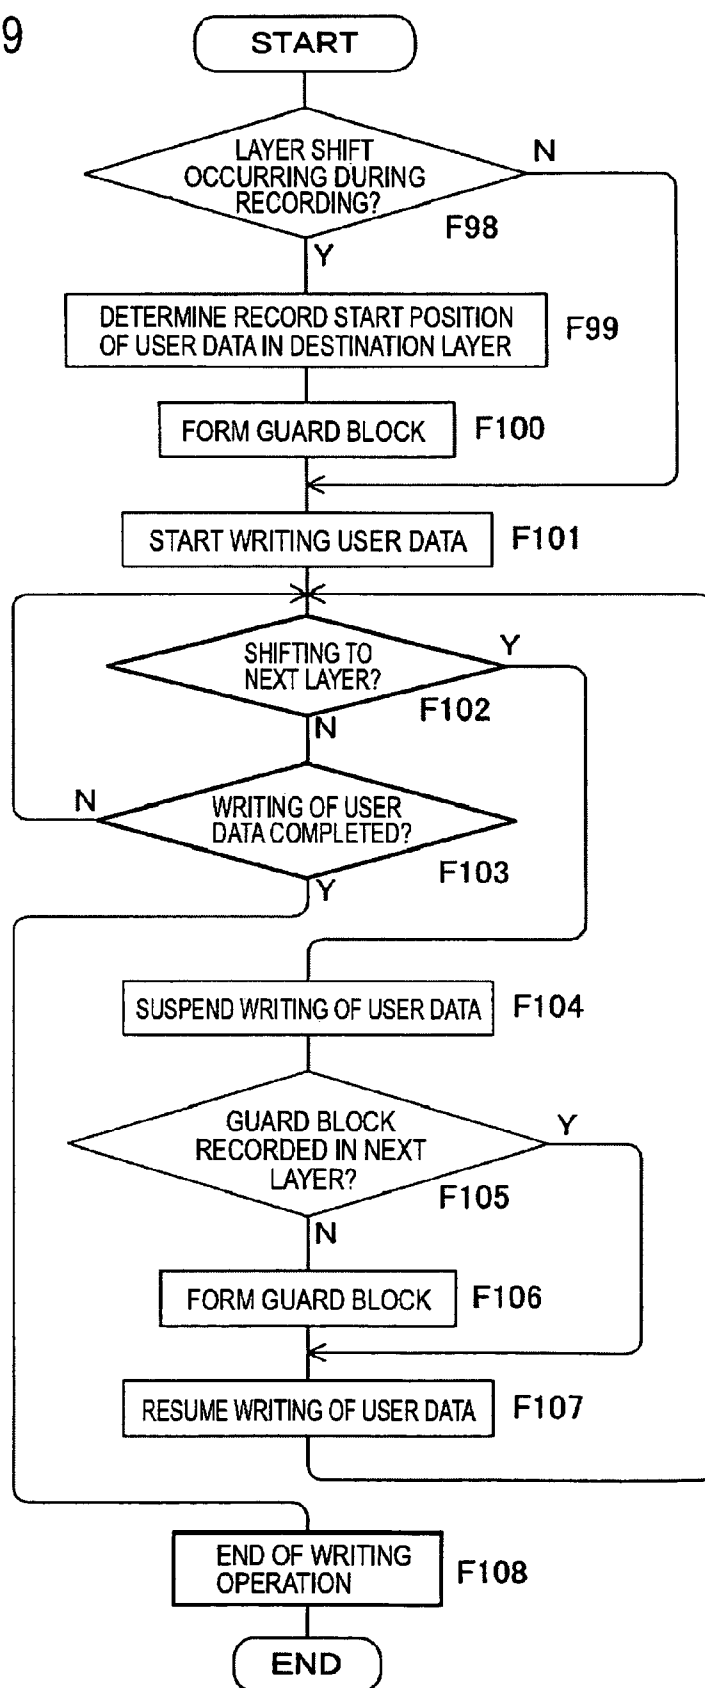 9
START
LAYER SHIFT
OCCURRING DURING
RECORDING?
N
F98
Y
DETERMINE RECORD START POSITION
OF USER DATA IN DESTINATION LAYER
F99
FORM GUARD BLOCK
F100
START WRITING USER DATA
F101
SHIFTING TO
NEXT LAYER?
Y
F102
N
WRITING OF USER
DATA COMPLETED?
N
F103
Y
SUSPEND WRITING OF USER DATA
F104
GUARD BLOCK
RECORDED IN NEXT
LAYER?
Y
F105
N
FORM GUARD BLOCK
F106
RESUME WRITING OF USER DATA
F107
END OF WRITING
OPERATION
F108
END